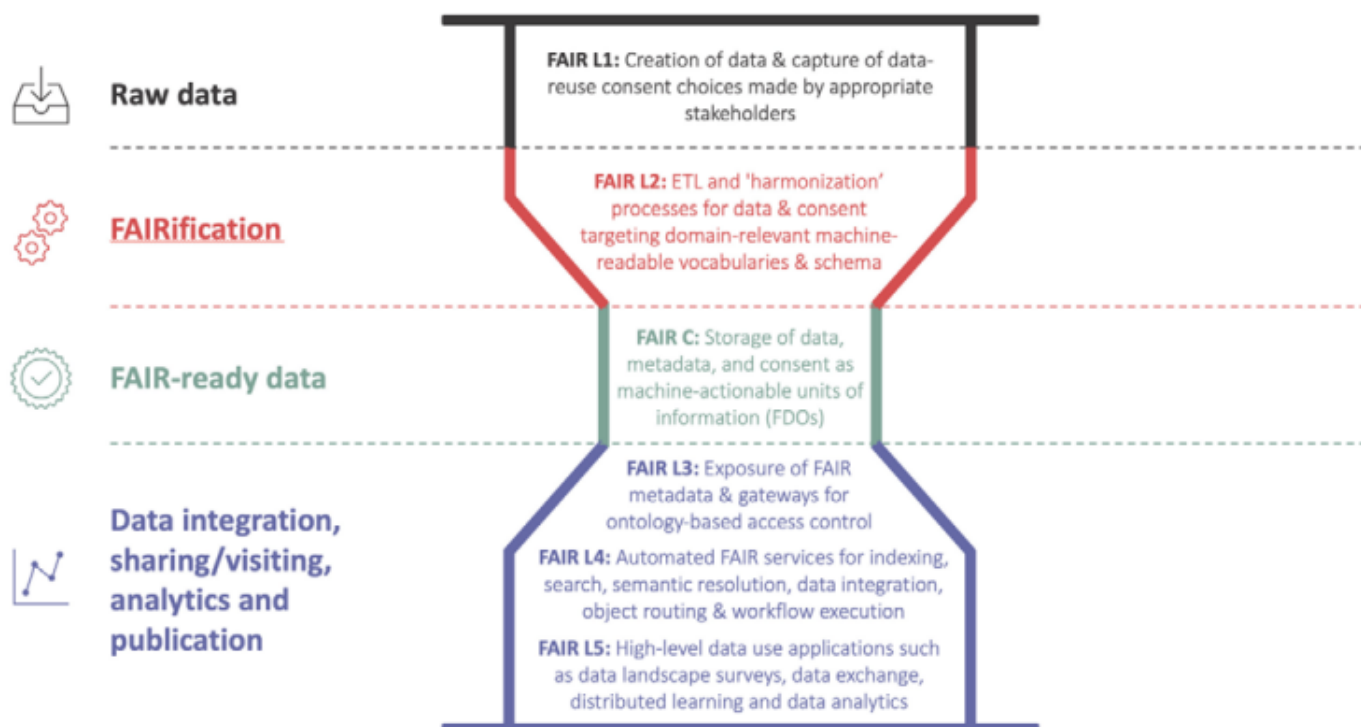 Raw data
FAIR L1: Creation of data & capture of data-
reuse consent choices made by appropriate
stakeholders
FAIRification
FAIR L2: ETL and 'harmonization’
processes for data & consent
targeting domain-relevant machine-
readable vocabularies & schema
FAIR-ready data
FAIR C: Storage of data,
metadata, and consent as
machine-actionable units of
information (FDOs)
Data integration,
sharing/visiting,
analytics and
publication
FAIR L3: Exposure of FAIR
metadata & gateways for
ontology-based access control
FAIR L4: Automated FAIR services for indexing,
search, semantic resolution, data integration,
object routing & workflow execution
FAIR L5: High-level data use applications such
as data landscape surveys, data exchange,
distributed learning and data analytics